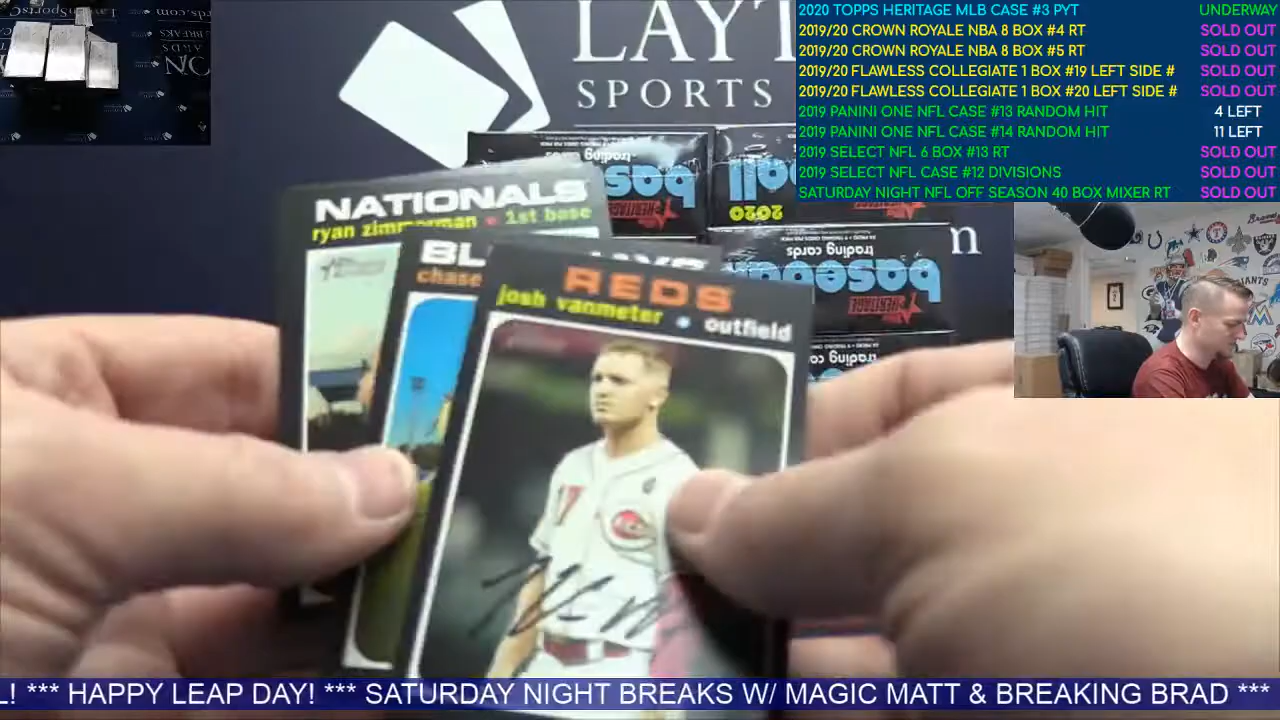 LAYT
SPORTS
2020 TOPPS HERITAGE MLB CASE #3 PYT UNDERWAY
2019/20 CROWN ROYALE NBA 8 BOX #4 RT SOLD OUT
2019/20 CROWN ROYALE NBA 8 BOX #5 RT SOLD OUT
2019/20 FLAWLESS COLLEGIATE 1 BOX #19 LEFT SIDE # SOLD OUT
2019/20 FLAWLESS COLLEGIATE 1 BOX #20 LEFT SIDE # SOLD OUT
2019 PANINI ONE NFL CASE #13 RANDOM HIT 4 LEFT
2019 PANINI ONE NFL CASE #14 RANDOM HIT 11 LEFT
2019 SELECT NFL 6 BOX #13 RT SOLD OUT
2019 SELECT NFL CASE #12 DIVISIONS SOLD OUT
SATURDAY NIGHT NFL OFF SEASON 40 BOX MIXER RT SOLD OUT
NATIONALS
ryan zimmerman • 1st base
chase
REDS
josh vanmeter • outfield
17
2020
baseball
HERITAGE
trading cards
L! *** HAPPY LEAP DAY! *** SATURDAY NIGHT BREAKS W/ MAGIC MATT & BREAKING BRAD ***